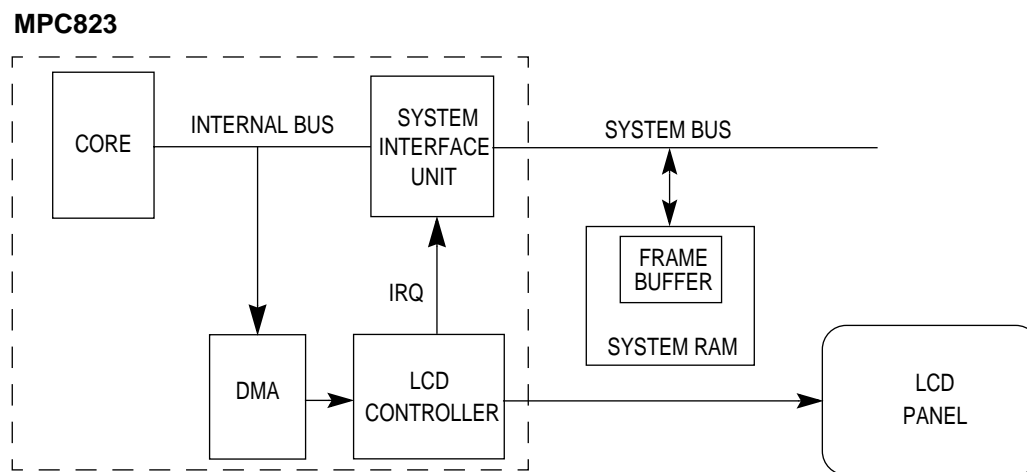 MPC823
CORE
INTERNAL BUS
SYSTEM
INTERFACE
UNIT
SYSTEM BUS
FRAME
BUFFER
SYSTEM RAM
IRQ
DMA
LCD
CONTROLLER
LCD
PANEL